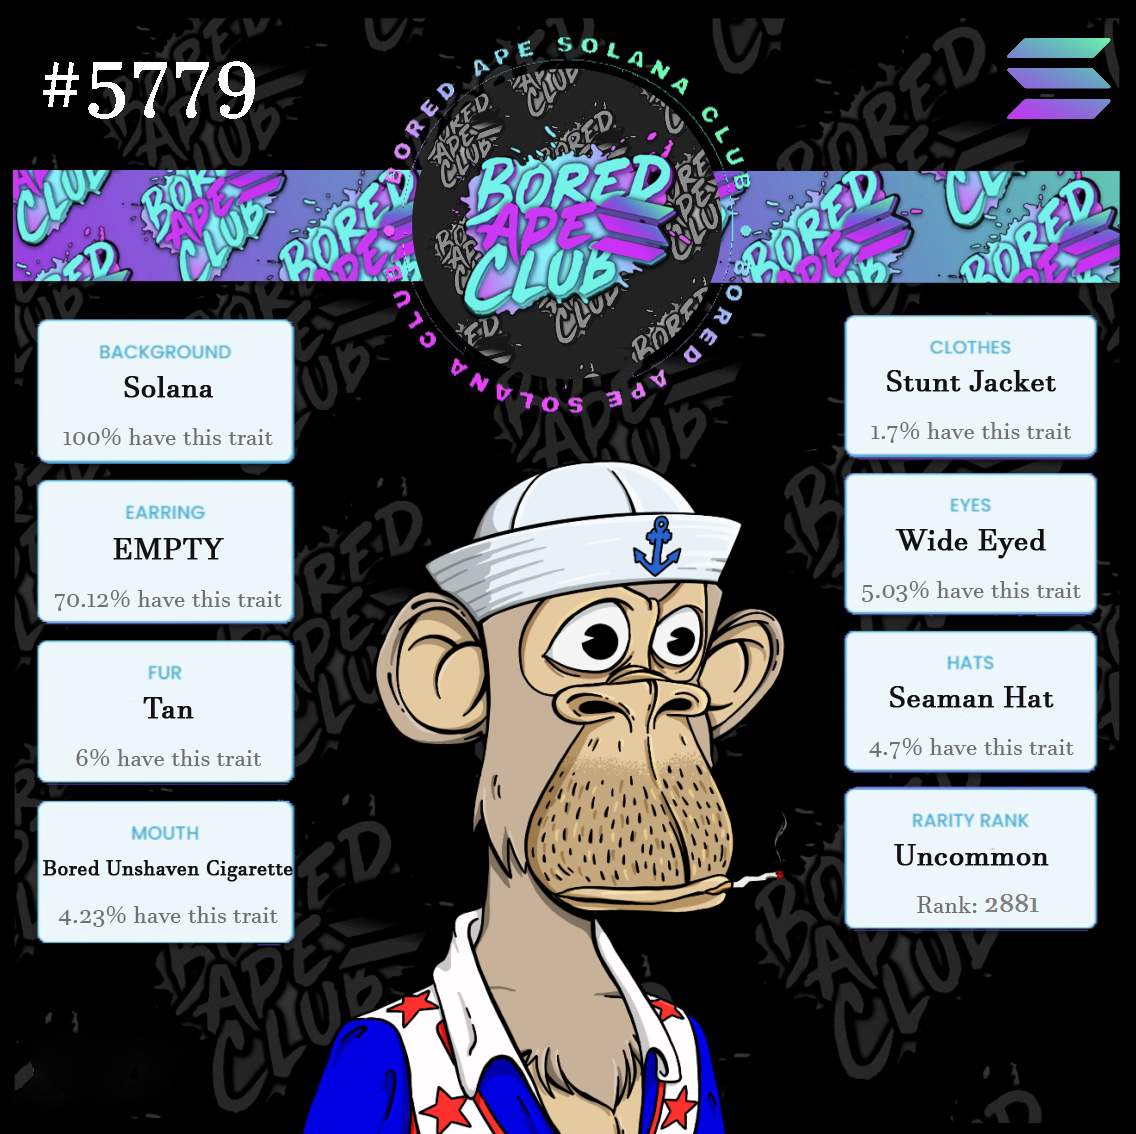 #5779
BORED APE SOLANA CLUB
BORED
APE
CLUB
BORED APE SOLANA CLUB
BACKGROUND
Solana
100% have this trait
EARRING
EMPTY
70.12% have this trait
FUR
Tan
6% have this trait
MOUTH
Bored Unshaven Cigarette
4.23% have this trait
CLOTHES
Stunt Jacket
1.7% have this trait
EYES
Wide Eyed
5.03% have this trait
HATS
Seaman Hat
4.7% have this trait
RARITY RANK
Uncommon
Rank: 2881